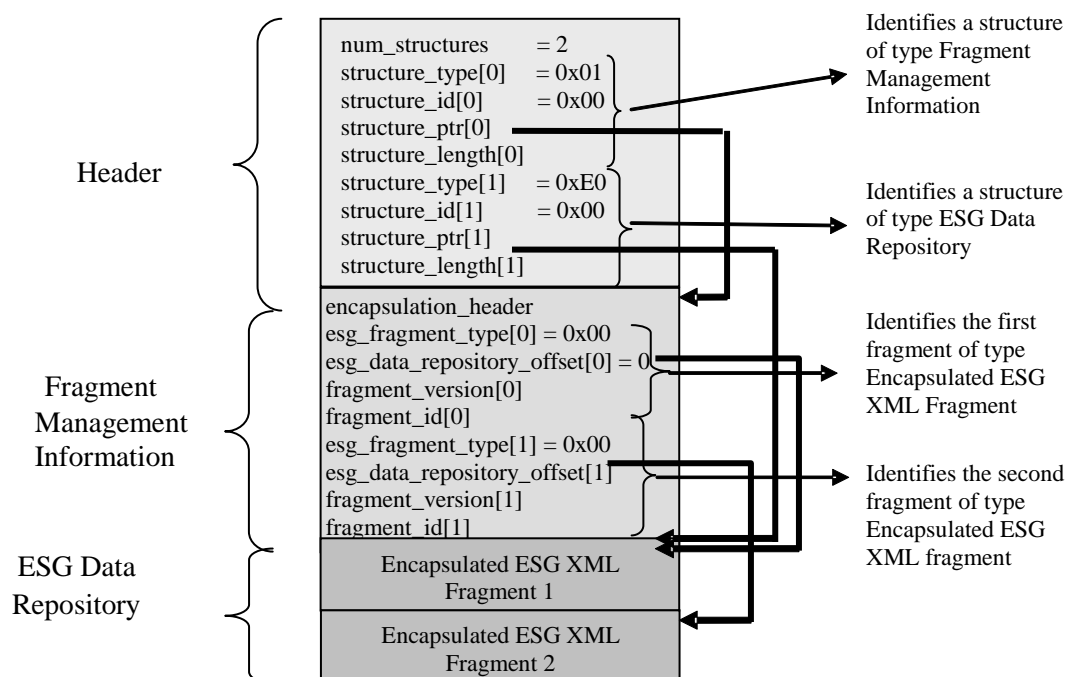 Header
Fragment
Management
Information
ESG Data
Repository
num_structures = 2
structure_type[0] = 0x01
structure_id[0] = 0x00
structure_ptr[0]
structure_length[0]
structure_type[1] = 0xE0
structure_id[1] = 0x00
structure_ptr[1]
structure_length[1]
encapsulation_header
esg_fragment_type[0] = 0x00
esg_data_repository_offset[0] = 0
fragment_version[0]
fragment_id[0]
esg_fragment_type[1] = 0x00
esg_data_repository_offset[1]
fragment_version[1]
fragment_id[1]
Encapsulated ESG XML
Fragment 1
Encapsulated ESG XML
Fragment 2
Identifies a structure
of type Fragment
Management
Information
Identifies a structure
of type ESG Data
Repository
Identifies the first
fragment of type
Encapsulated ESG
XML Fragment
Identifies the second
fragment of type
Encapsulated ESG
XML fragment